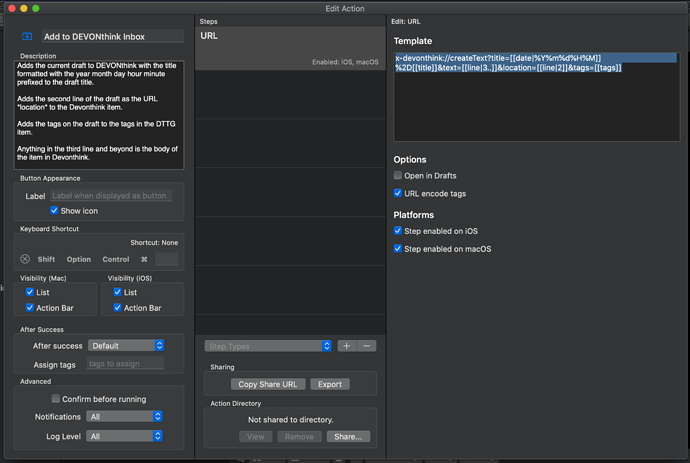 Edit Action
Add to DEVONthink Inbox
Description
Adds the current draft to DEVONthink with the title
formatted with the year month day hour minute
prefixed to the draft title.
Adds the second line of the draft as the URL
"location" to the Devonthink item.
Adds the tags on the draft to the tags in the DTTG
item.
Anything in the third line and beyond is the body of
the item in Devonthink.
Button Appearance
Label
Label when displayed as button
Show icon
Keyboard Shortcut
Shortcut: None
Shift Option Control ⌘
Visibility (Mac)
List
Action Bar
Visibility (iOS)
List
Action Bar
After Success
After success Default
Assign tags tags to assign
Advanced
Confirm before running
Notifications All
Log Level All
Steps
URL
Enabled: iOS, macOS
Step Types
+ −
Sharing
Copy Share URL Export
Action Directory
Not shared to directory.
View Remove Share...
Edit: URL
Template
x-devonthink://createText?title=[[date|%Y%m%d%H%M]]
%2D[[title]]&text=[[line|3..]]&location=[[line|2]]&tags=[[tags]]
Options
Open in Drafts
URL encode tags
Platforms
Step enabled on iOS
Step enabled on macOS